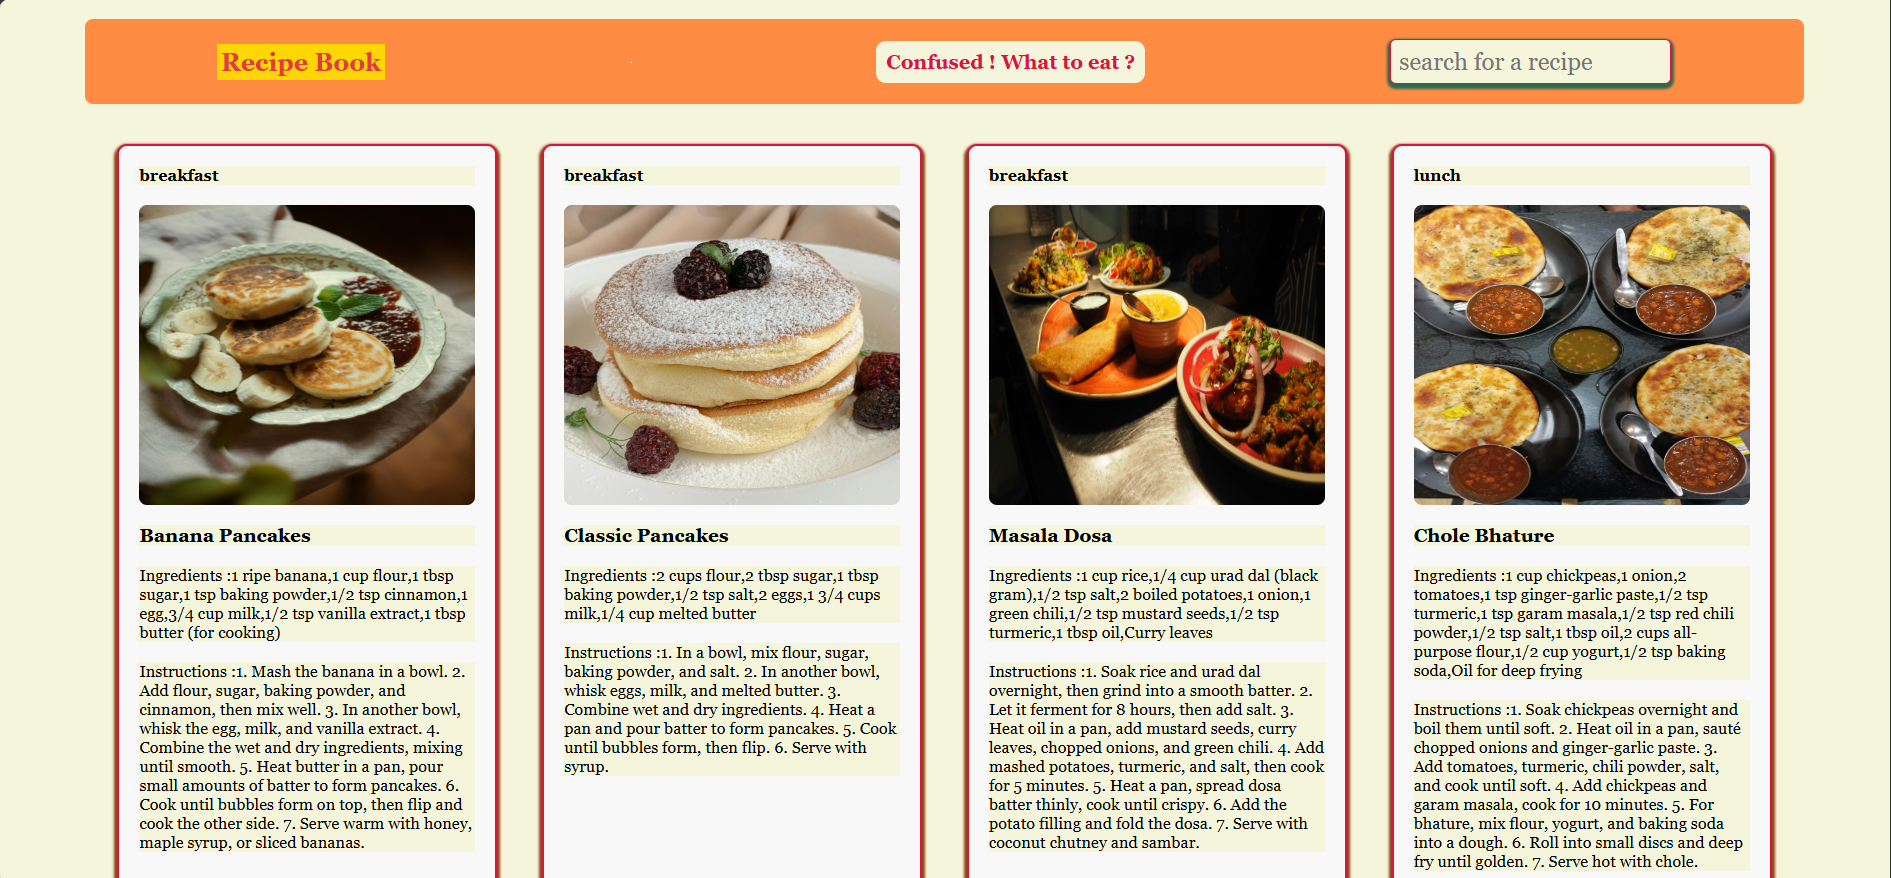 Recipe Book
Confused ! What to eat ?
search for a recipe
breakfast
Banana Pancakes
Ingredients :1 ripe banana,1 cup flour,1 tbsp
sugar,1 tsp baking powder,1/2 tsp cinnamon,1
egg,3/4 cup milk,1/2 tsp vanilla extract,1 tbsp
butter (for cooking)
Instructions :1. Mash the banana in a bowl. 2.
Add flour, sugar, baking powder, and
cinnamon, then mix well. 3. In another bowl,
whisk the egg, milk, and vanilla extract. 4.
Combine the wet and dry ingredients, mixing
until smooth. 5. Heat butter in a pan, pour
small amounts of batter to form pancakes. 6.
Cook until bubbles form on top, then flip and
cook the other side. 7. Serve warm with honey,
maple syrup, or sliced bananas.
breakfast
Classic Pancakes
Ingredients :2 cups flour,2 tbsp sugar,1 tbsp
baking powder,1/2 tsp salt,2 eggs,1 3/4 cups
milk,1/4 cup melted butter
Instructions :1. In a bowl, mix flour, sugar,
baking powder, and salt. 2. In another bowl,
whisk eggs, milk, and melted butter. 3.
Combine wet and dry ingredients. 4. Heat a
pan and pour batter to form pancakes. 5. Cook
until bubbles form, then flip. 6. Serve with
syrup.
breakfast
Masala Dosa
Ingredients :1 cup rice,1/4 cup urad dal (black
gram),1/2 tsp salt,2 boiled potatoes,1 onion,1
green chili,1/2 tsp mustard seeds,1/2 tsp
turmeric,1 tbsp oil,Curry leaves
Instructions :1. Soak rice and urad dal
overnight, then grind into a smooth batter. 2.
Let it ferment for 8 hours, then add salt. 3.
Heat oil in a pan, add mustard seeds, curry
leaves, chopped onions, and green chili. 4. Add
mashed potatoes, turmeric, and salt, then cook
for 5 minutes. 5. Heat a pan, spread dosa
batter thinly, cook until crispy. 6. Add the
potato filling and fold the dosa. 7. Serve with
coconut chutney and sambar.
lunch
Chole Bhature
Ingredients :1 cup chickpeas,1 onion,2
tomatoes,1 tsp ginger-garlic paste,1/2 tsp
turmeric,1 tsp garam masala,1/2 tsp red chili
powder,1/2 tsp salt,1 tbsp oil,2 cups all-
purpose flour,1/2 cup yogurt,1/2 tsp baking
soda,Oil for deep frying
Instructions :1. Soak chickpeas overnight and
boil them until soft. 2. Heat oil in a pan, sauté
chopped onions and ginger-garlic paste. 3.
Add tomatoes, turmeric, chili powder, salt,
and cook until soft. 4. Add chickpeas and
garam masala, cook for 10 minutes. 5. For
bhature, mix flour, yogurt, and baking soda
into a dough. 6. Roll into small discs and deep
fry until golden. 7. Serve hot with chole.